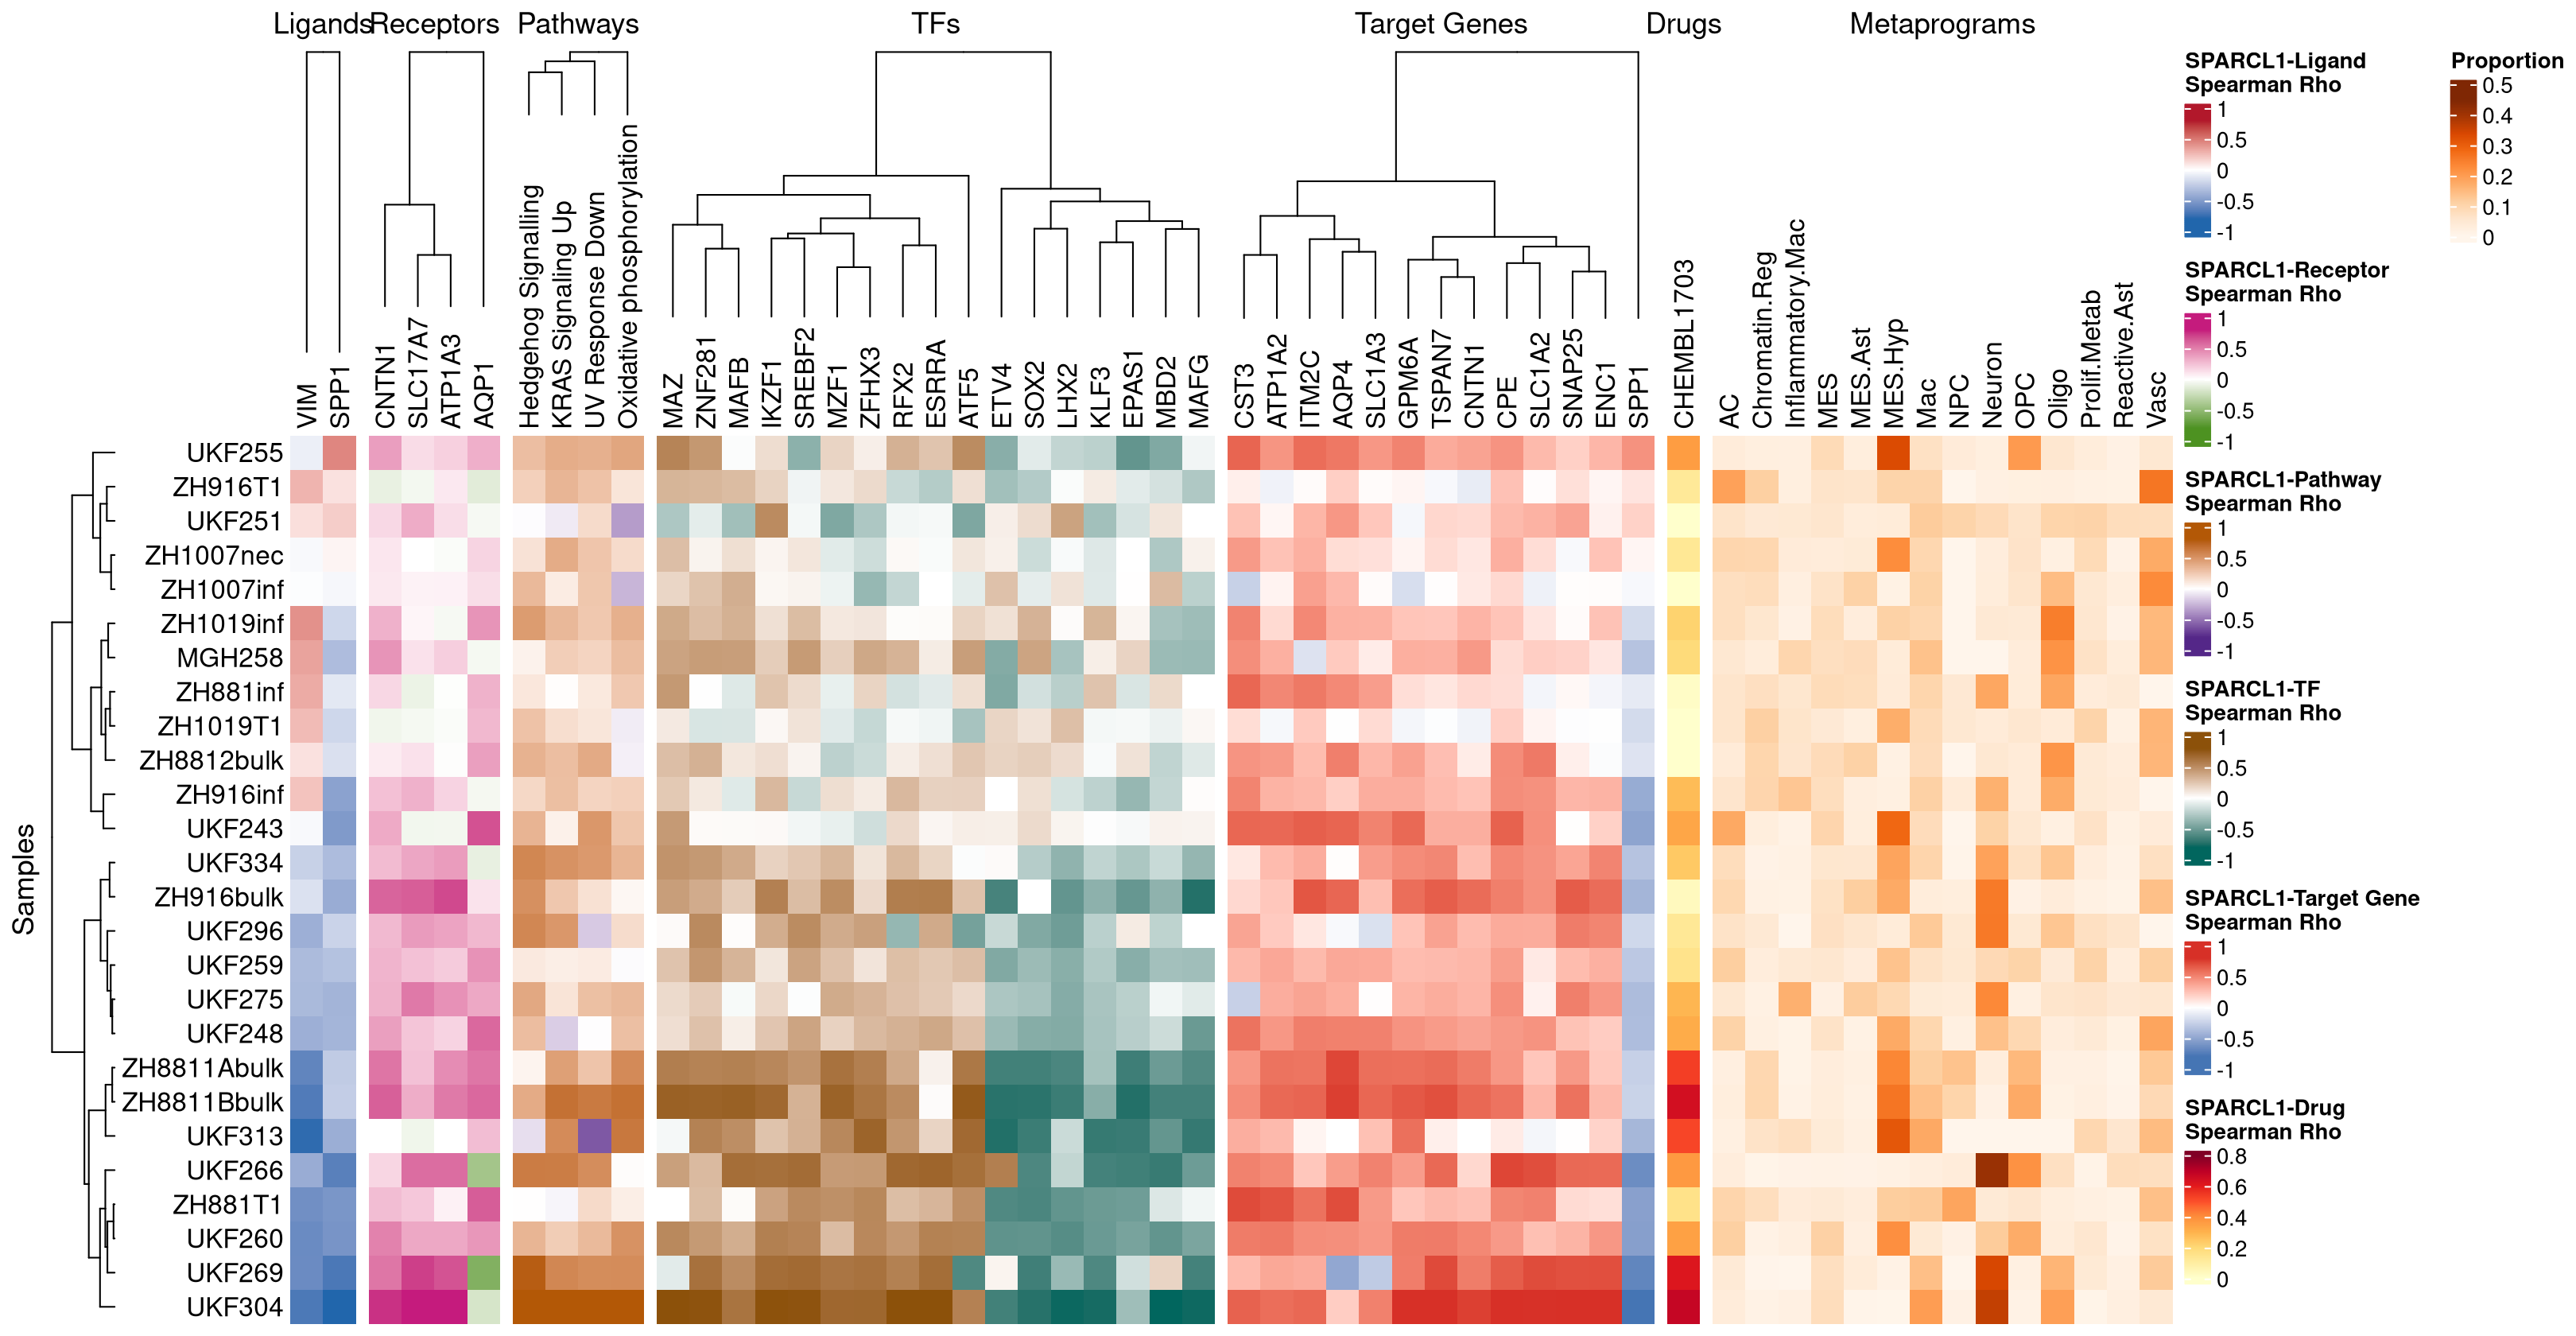 Ligands Receptors Pathways TFs Target Genes Drugs Metaprograms
VIM
SPP1
CNTN1
SLC17A7
ATP1A3
AQP1
Hedgehog Signalling
KRAS Signaling Up
UV Response Down
Oxidative phosphorylation
MAZ
ZNF281
MAFB
IKZF1
SREBF2
MZF1
ZFHX3
RFX2
ESRRA
ATF5
ETV4
SOX2
LHX2
KLF3
EPAS1
MBD2
MAFG
CST3
ATP1A2
ITM2C
AQP4
SLC1A3
GPM6A
TSPAN7
CNTN1
CPE
SLC1A2
SNAP25
ENC1
SPP1
CHEMBL1703
AC
Chromatin.Reg
Inflammatory.Mac
MES
MES.Ast
MES.Hyp
Mac
NPC
Neuron
OPC
Oligo
Prolif.Metab
Reactive.Ast
Vasc
Samples
UKF255
ZH916T1
UKF251
ZH1007nec
ZH1007inf
ZH1019inf
MGH258
ZH881inf
ZH1019T1
ZH8812bulk
ZH916inf
UKF243
UKF334
ZH916bulk
UKF296
UKF259
UKF275
UKF248
ZH8811Abulk
ZH8811Bbulk
UKF313
UKF266
ZH881T1
UKF260
UKF269
UKF304
SPARCL1-Ligand
Spearman Rho
1
0.5
0
-0.5
-1
SPARCL1-Receptor
Spearman Rho
1
0.5
0
-0.5
-1
SPARCL1-Pathway
Spearman Rho
1
0.5
0
-0.5
-1
SPARCL1-TF
Spearman Rho
1
0.5
0
-0.5
-1
SPARCL1-Target Gene
Spearman Rho
1
0.5
0
-0.5
-1
SPARCL1-Drug
Spearman Rho
0.8
0.6
0.4
0.2
0
Proportion
0.5
0.4
0.3
0.2
0.1
0